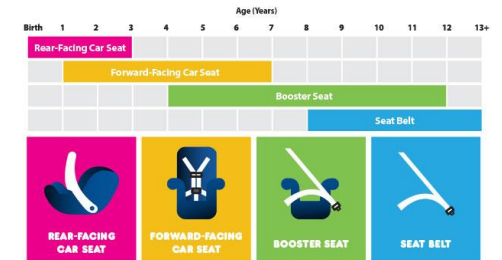 Age (Years)
Birth 1 2 3 4 5 6 7 8 9 10 11 12 13+
Rear-Facing Car Seat
Forward-Facing Car Seat
Booster Seat
Seat Belt
REAR-FACING
CAR SEAT
FORWARD-FACING
CAR SEAT
BOOSTER SEAT
SEAT BELT